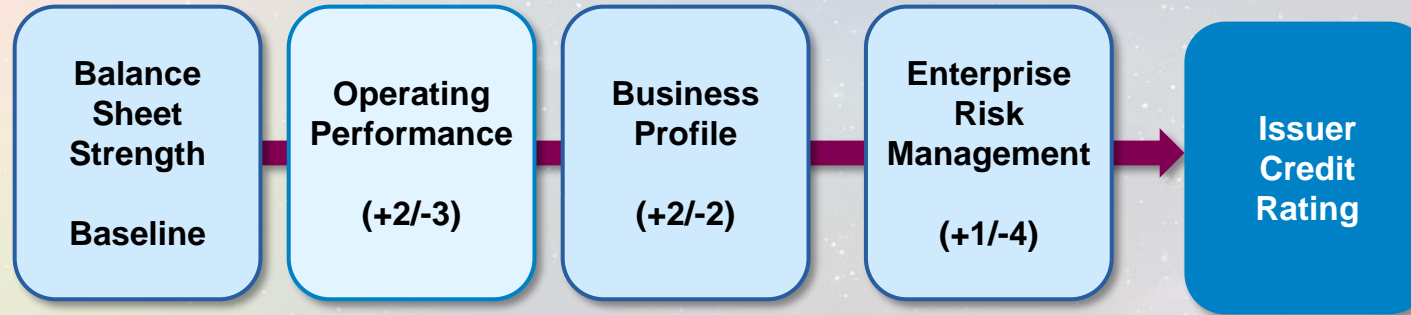 Balance
Sheet
Strength
Baseline
Operating
Performance
(+2/-3)
Business
Profile
(+2/-2)
Enterprise
Risk
Management
(+1/-4)
Issuer
Credit
Rating